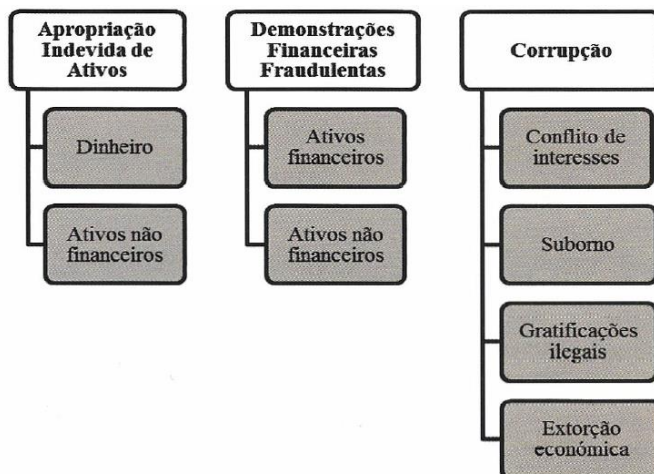 Apropriação
Indevida de
Ativos
Dinheiro
Ativos não
financeiros
Demonstrações
Financeiras
Fraudulentas
Ativos
financeiros
Ativos não
financeiros
Corrupção
Conflito de
interesses
Suborno
Gratificações
ilegais
Extorção
económica